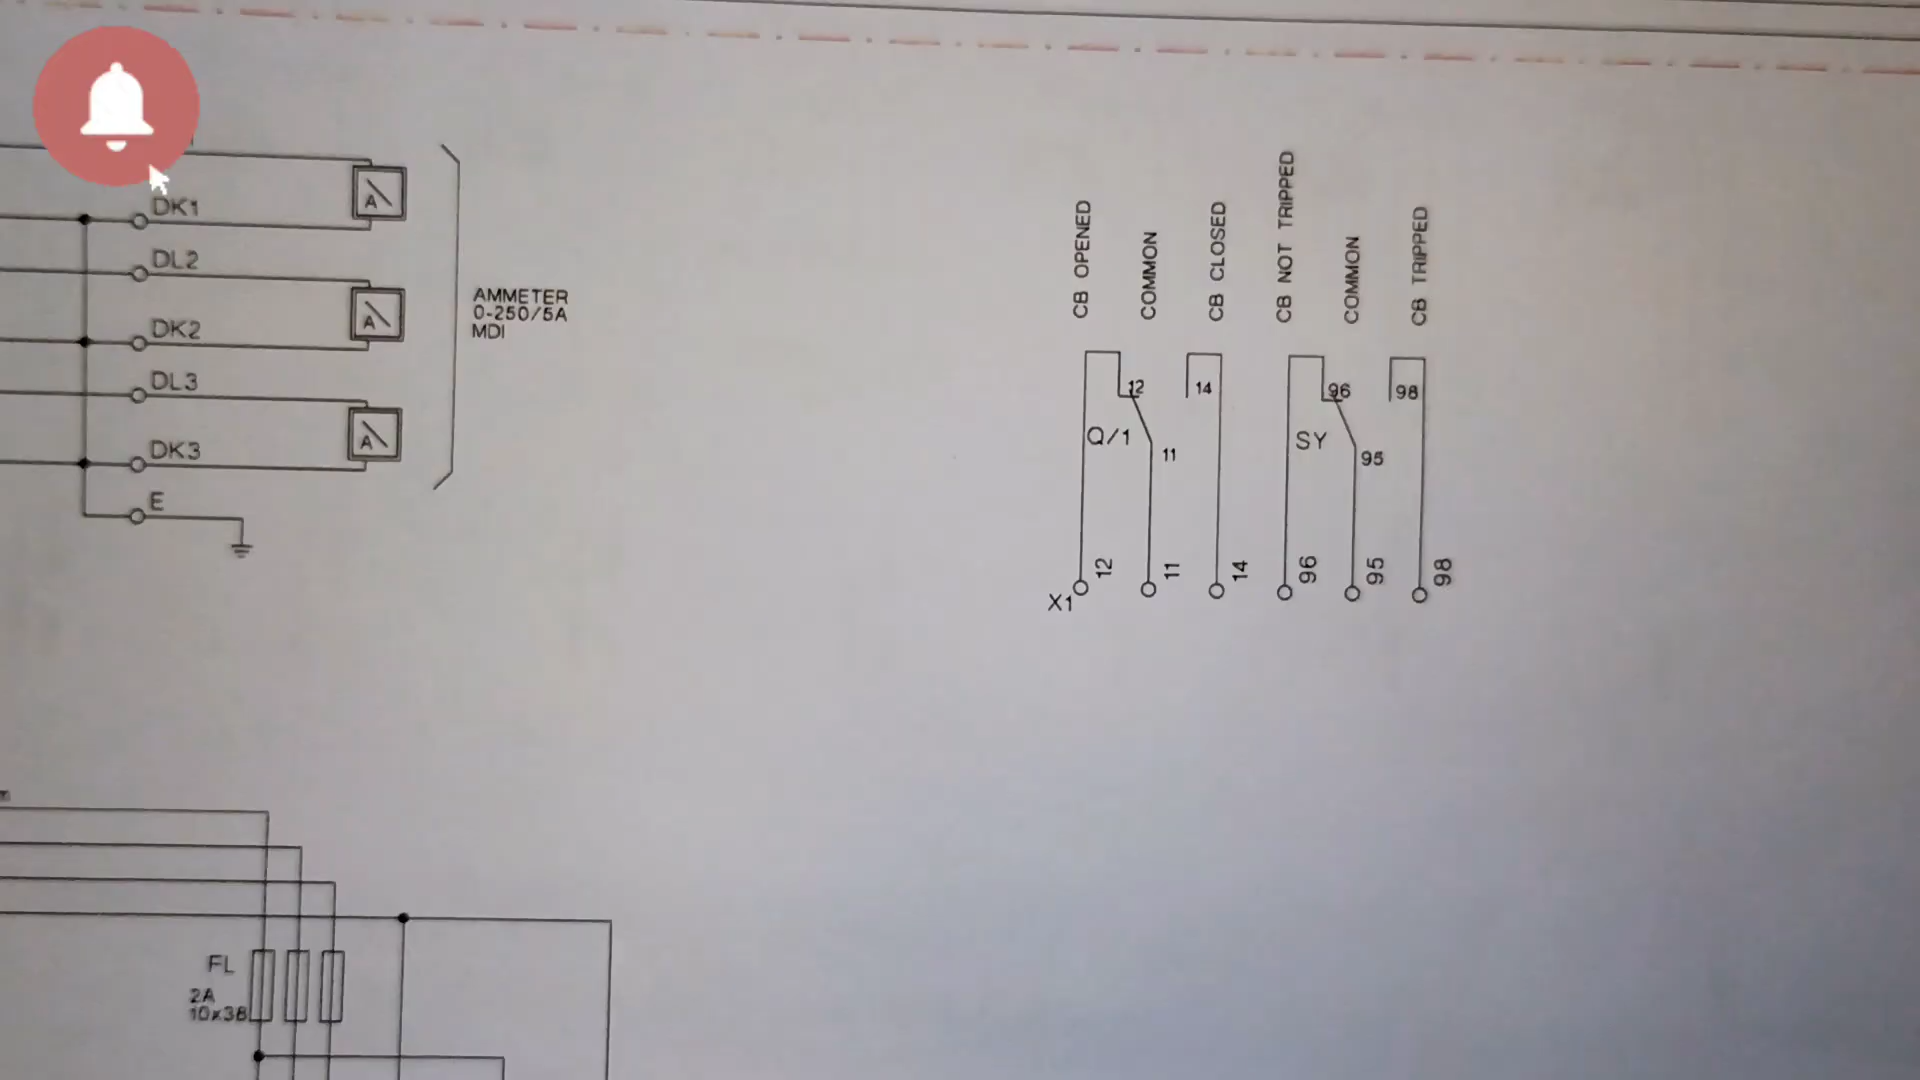 DK1
DL2
DK2
DL3
DK3
E
A
A
A
AMMETER
0-250/5A
MDI
CB OPENED
COMMON
CB CLOSED
CB NOT TRIPPED
COMMON
CB TRIPPED
12
14
96
98
Q/1
11
SY
95
12
11
14
96
95
98
X1
FL
2A
10x38